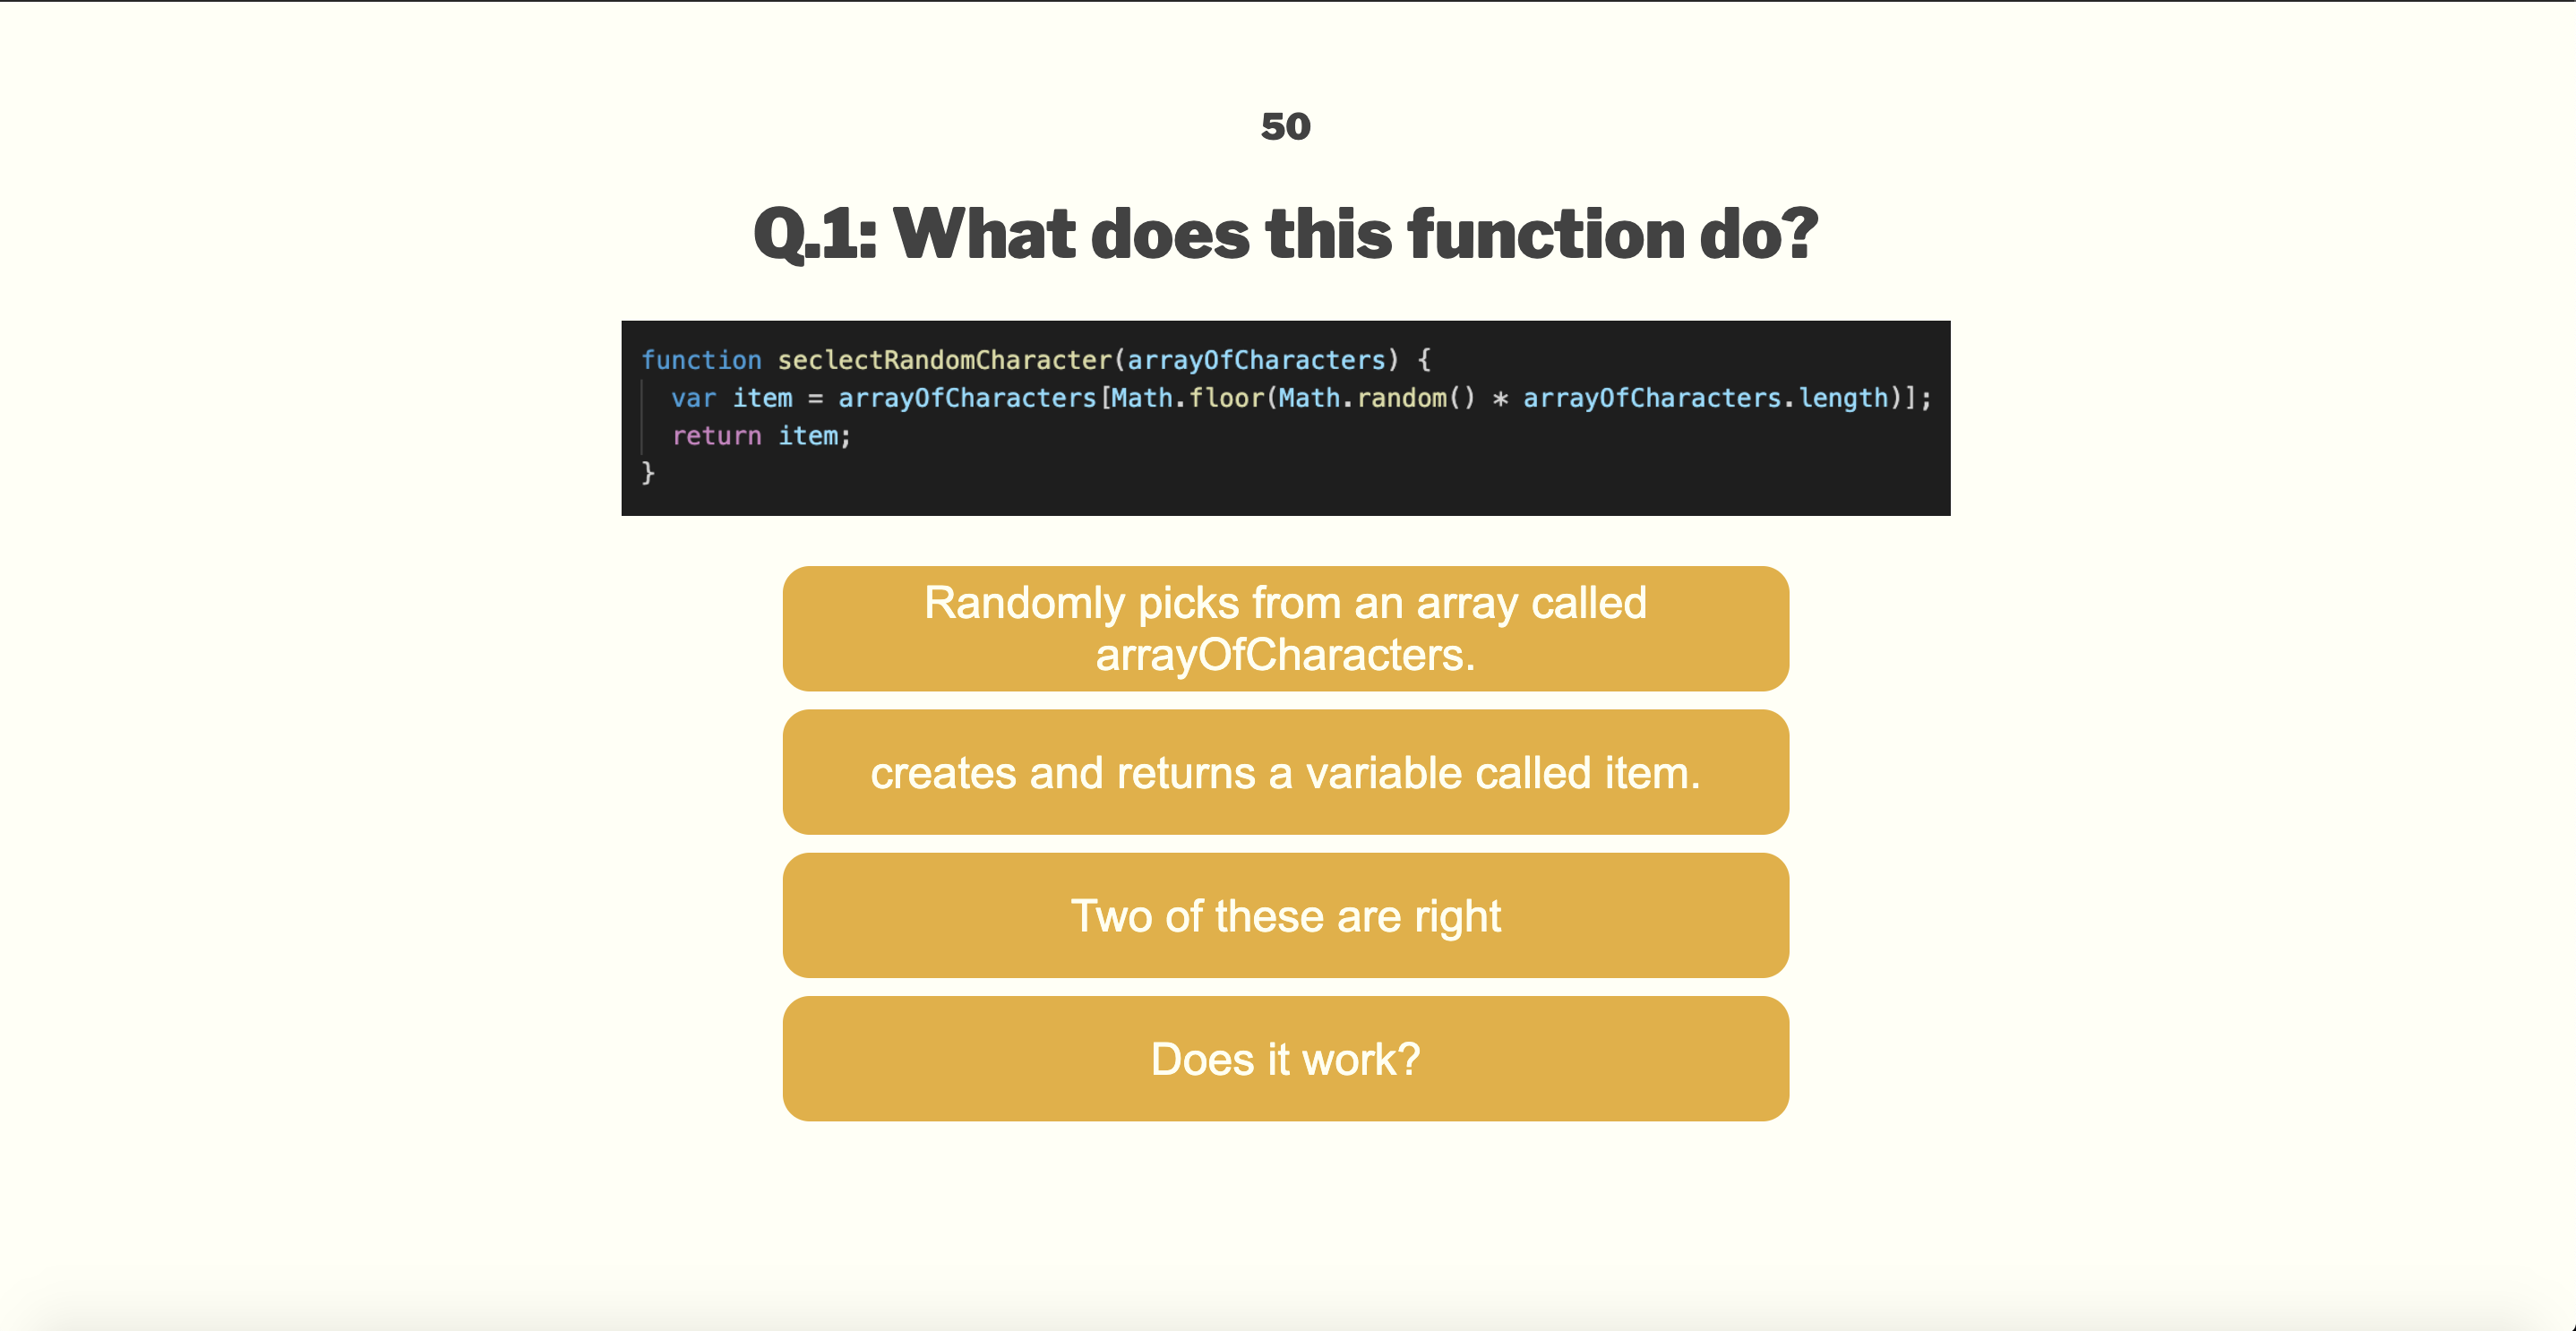 50
Q.1: What does this function do?
function seclectRandomCharacter(arrayOfCharacters) {
var item = arrayOfCharacters[Math.floor(Math.random() * arrayOfCharacters.length)];
return item;
}
Randomly picks from an array called
arrayOfCharacters.
creates and returns a variable called item.
Two of these are right
Does it work?